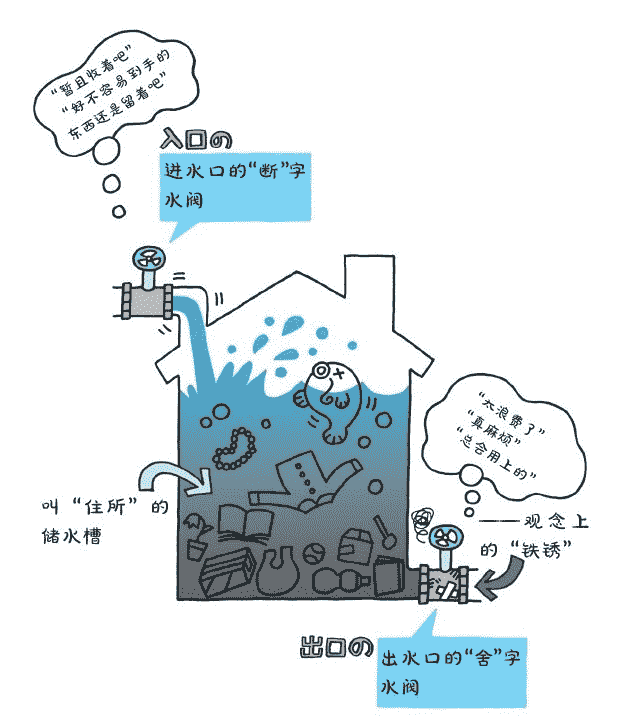 “暂且收着吧”
“好不容易到手的
东西还是留着吧”
入口の
进水口的“断”字
水阀
“太浪费了”
“真麻烦”
“总会用上的”
叫“住所”的
储水槽
——观念上
的“铁锈”
出口の
出水口的“舍”字
水阀